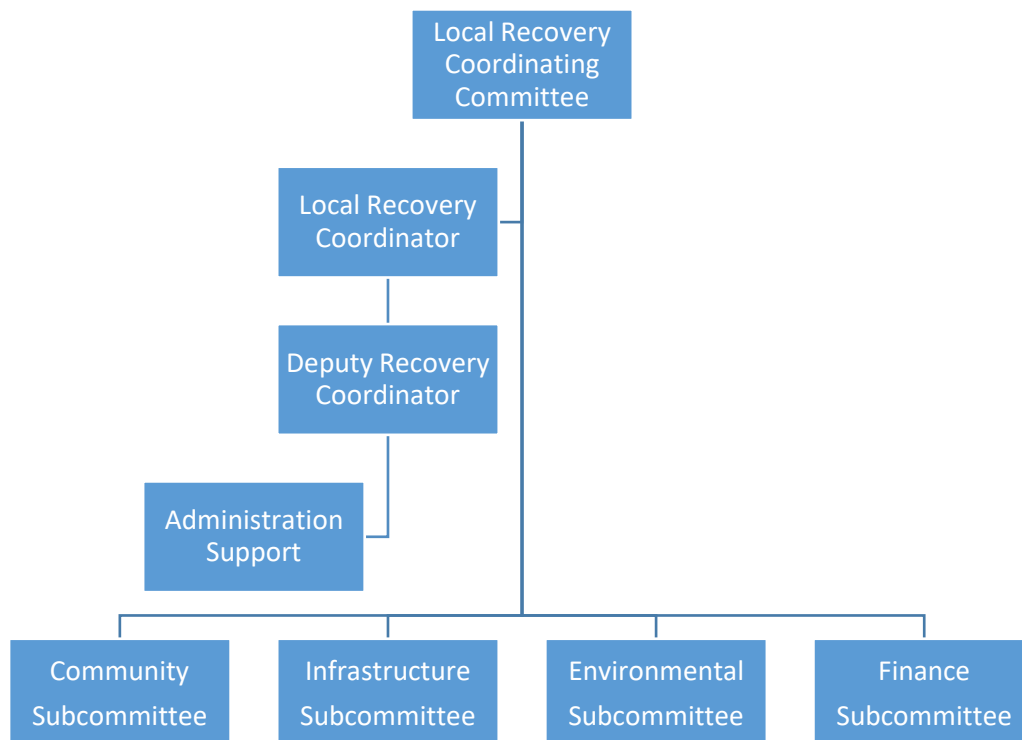 Local Recovery
Coordinating
Committee
Local Recovery
Coordinator
Deputy Recovery
Coordinator
Administration
Support
Community
Subcommittee
Infrastructure
Subcommittee
Environmental
Subcommittee
Finance
Subcommittee